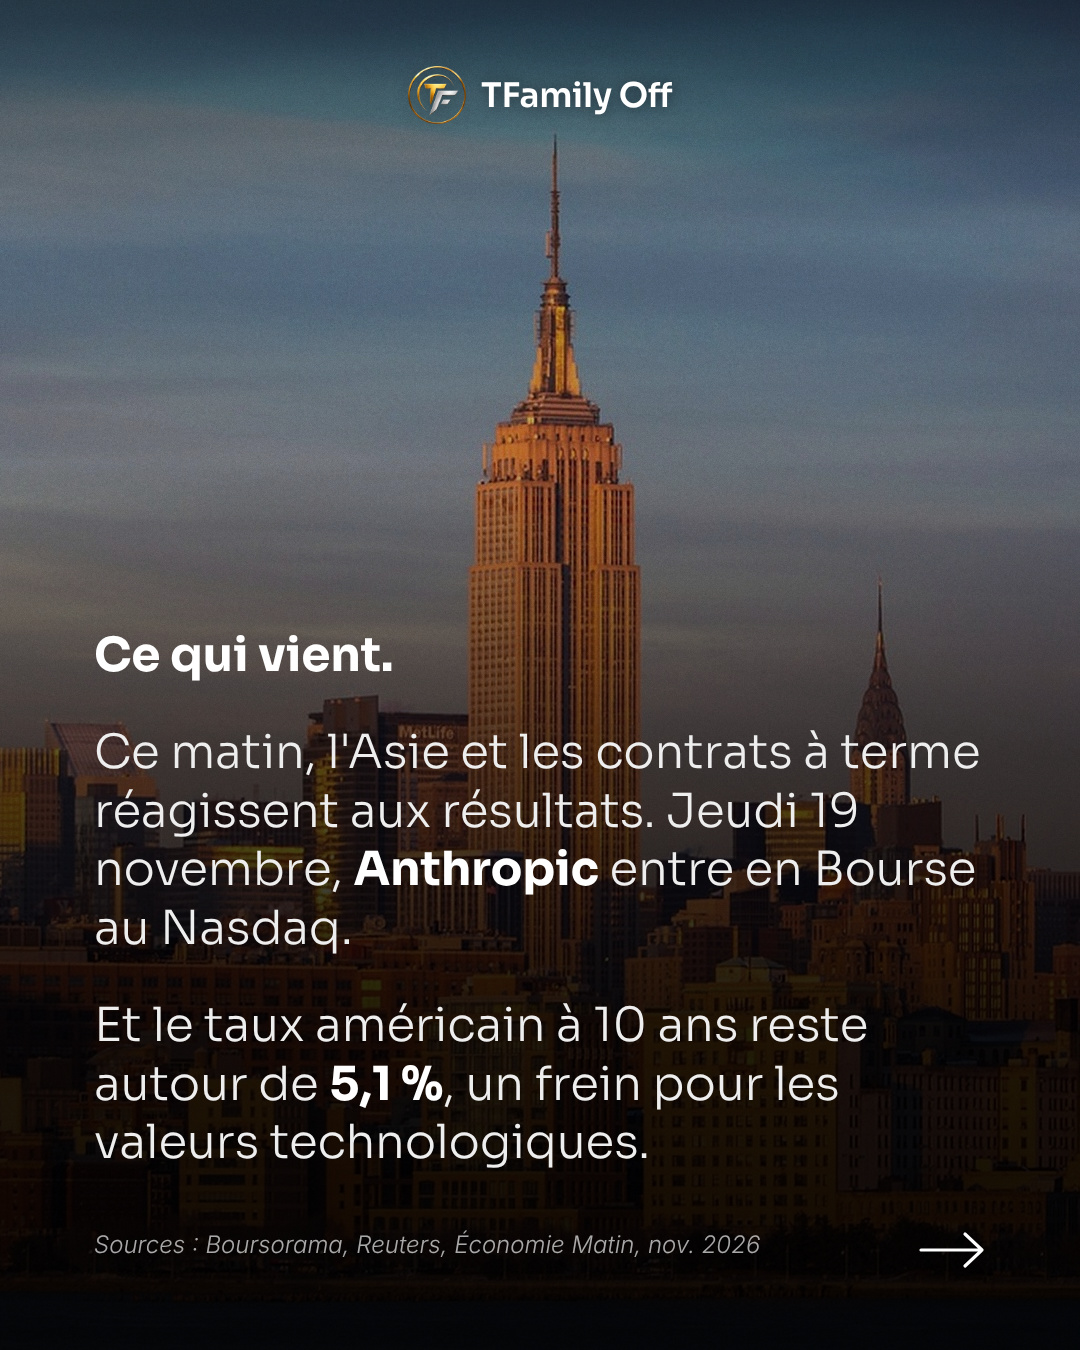 TFamily Off
Ce qui vient.
MetLife
Ce matin, l'Asie et les contrats à terme
réagissent aux résultats. Jeudi 19
novembre, Anthropic entre en Bourse
au Nasdaq.
Et le taux américain à 10 ans reste
autour de 5,1 %, un frein pour les
valeurs technologiques.
Sources : Boursorama, Reuters, Économie Matin, nov. 2026